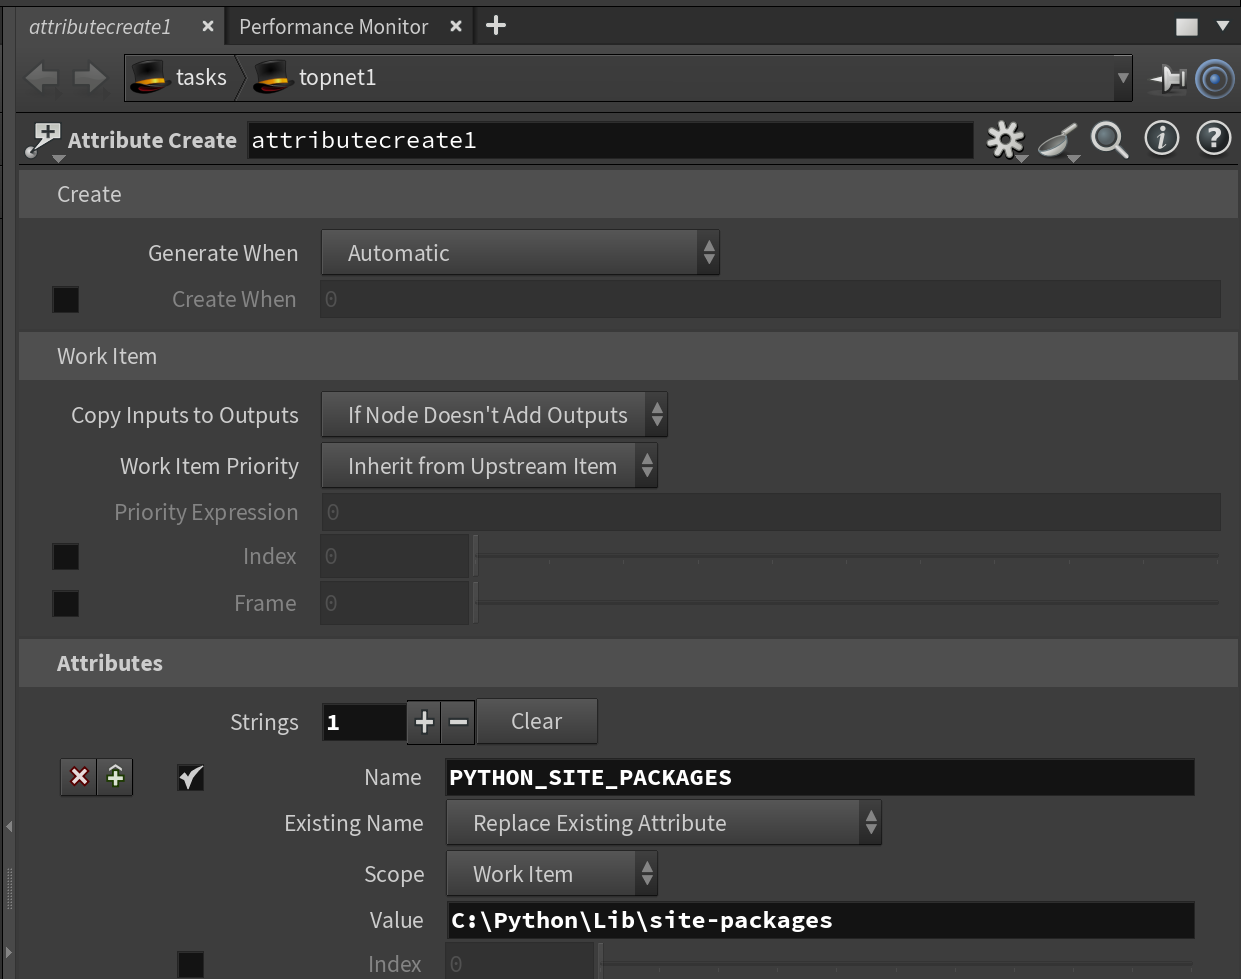 attributecreate1 Performance Monitor
tasks topnet1
Attribute Create attributecreate1
Create
Generate When Automatic
Create When 0
Work Item
Copy Inputs to Outputs If Node Doesn't Add Outputs
Work Item Priority Inherit from Upstream Item
Priority Expression 0
Index 0
Frame 0
Attributes
Strings 1 Clear
Name PYTHON_SITE_PACKAGES
Existing Name Replace Existing Attribute
Scope Work Item
Value C:\Python\Lib\site-packages
Index 0